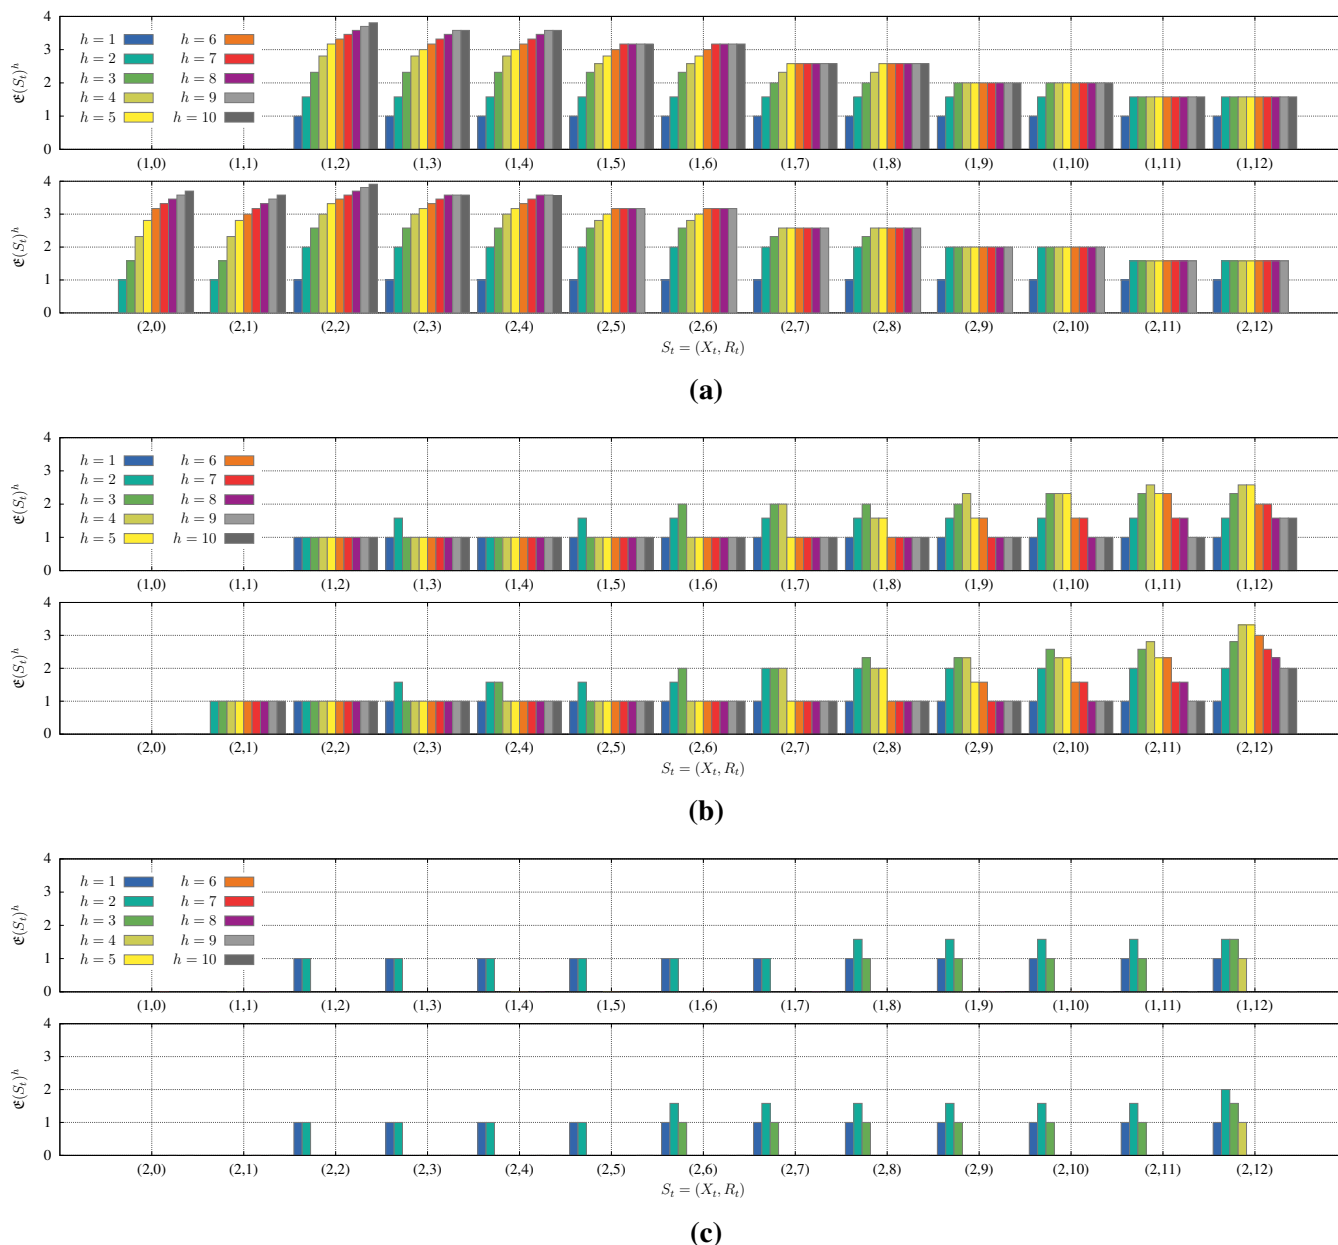 4
3
2
1
0
𝕰(S_t)^h
h = 1 h = 6
h = 2 h = 7
h = 3 h = 8
h = 4 h = 9
h = 5 h = 10
(1,0) (1,1) (1,2) (1,3) (1,4) (1,5) (1,6) (1,7) (1,8) (1,9) (1,10) (1,11) (1,12)
4
3
2
1
0
𝕰(S_t)^h
(2,0) (2,1) (2,2) (2,3) (2,4) (2,5) (2,6) (2,7) (2,8) (2,9) (2,10) (2,11) (2,12)
S_t = (X_t, R_t)
(a)
4
3
2
1
0
𝕰(S_t)^h
h = 1 h = 6
h = 2 h = 7
h = 3 h = 8
h = 4 h = 9
h = 5 h = 10
(1,0) (1,1) (1,2) (1,3) (1,4) (1,5) (1,6) (1,7) (1,8) (1,9) (1,10) (1,11) (1,12)
4
3
2
1
0
𝕰(S_t)^h
(2,0) (2,1) (2,2) (2,3) (2,4) (2,5) (2,6) (2,7) (2,8) (2,9) (2,10) (2,11) (2,12)
S_t = (X_t, R_t)
(b)
4
3
2
1
0
𝕰(S_t)^h
h = 1 h = 6
h = 2 h = 7
h = 3 h = 8
h = 4 h = 9
h = 5 h = 10
(1,0) (1,1) (1,2) (1,3) (1,4) (1,5) (1,6) (1,7) (1,8) (1,9) (1,10) (1,11) (1,12)
4
3
2
1
0
𝕰(S_t)^h
(2,0) (2,1) (2,2) (2,3) (2,4) (2,5) (2,6) (2,7) (2,8) (2,9) (2,10) (2,11) (2,12)
S_t = (X_t, R_t)
(c)